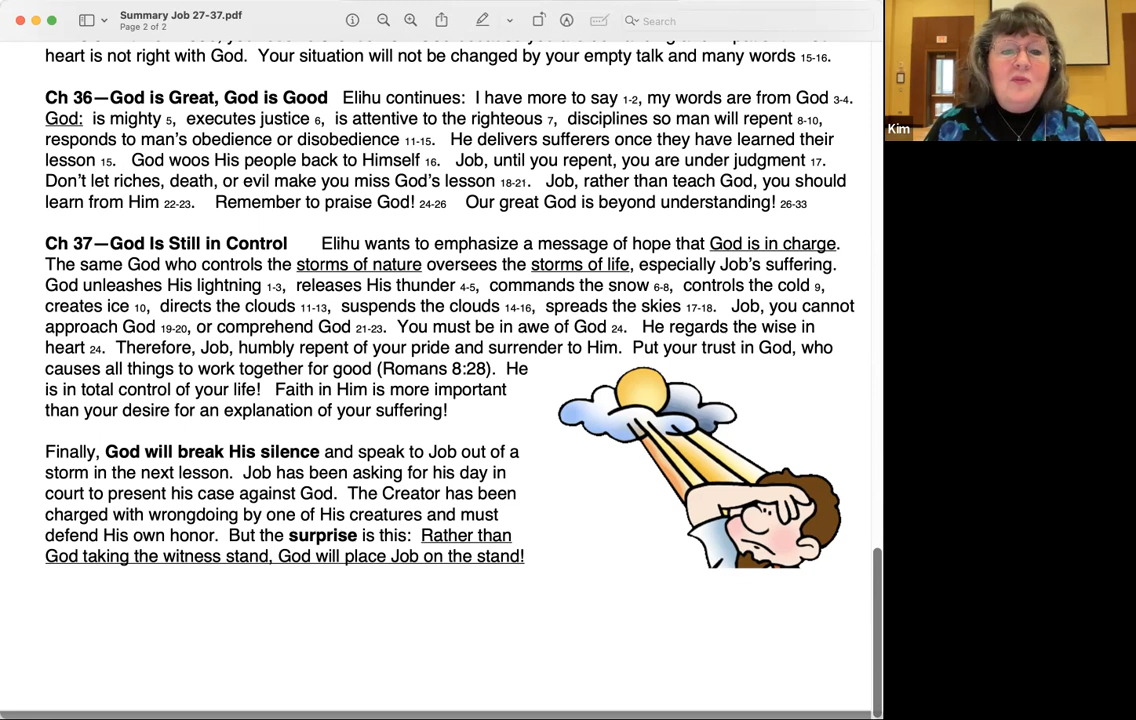 Summary Job 27-37.pdf
Page 2 of 2
Search
heart is not right with God. Your situation will not be changed by your empty talk and many words 15-16.
Ch 36—God is Great, God is Good Elihu continues: I have more to say 1-2, my words are from God 3-4.
God: is mighty 5, executes justice 6, is attentive to the righteous 7, disciplines so man will repent 8-10,
responds to man's obedience or disobedience 11-15. He delivers sufferers once they have learned their
lesson 15. God woos His people back to Himself 16. Job, until you repent, you are under judgment 17.
Don't let riches, death, or evil make you miss God's lesson 18-21. Job, rather than teach God, you should
learn from Him 22-23. Remember to praise God! 24-26 Our great God is beyond understanding! 26-33
Ch 37—God Is Still in Control Elihu wants to emphasize a message of hope that God is in charge.
The same God who controls the storms of nature oversees the storms of life, especially Job's suffering.
God unleashes His lightning 1-3, releases His thunder 4-5, commands the snow 6-8, controls the cold 9,
creates ice 10, directs the clouds 11-13, suspends the clouds 14-16, spreads the skies 17-18. Job, you cannot
approach God 19-20, or comprehend God 21-23. You must be in awe of God 24. He regards the wise in
heart 24. Therefore, Job, humbly repent of your pride and surrender to Him. Put your trust in God, who
causes all things to work together for good (Romans 8:28). He
is in total control of your life! Faith in Him is more important
than your desire for an explanation of your suffering!
Finally, God will break His silence and speak to Job out of a
storm in the next lesson. Job has been asking for his day in
court to present his case against God. The Creator has been
charged with wrongdoing by one of His creatures and must
defend His own honor. But the surprise is this: Rather than
God taking the witness stand, God will place Job on the stand!
Kim